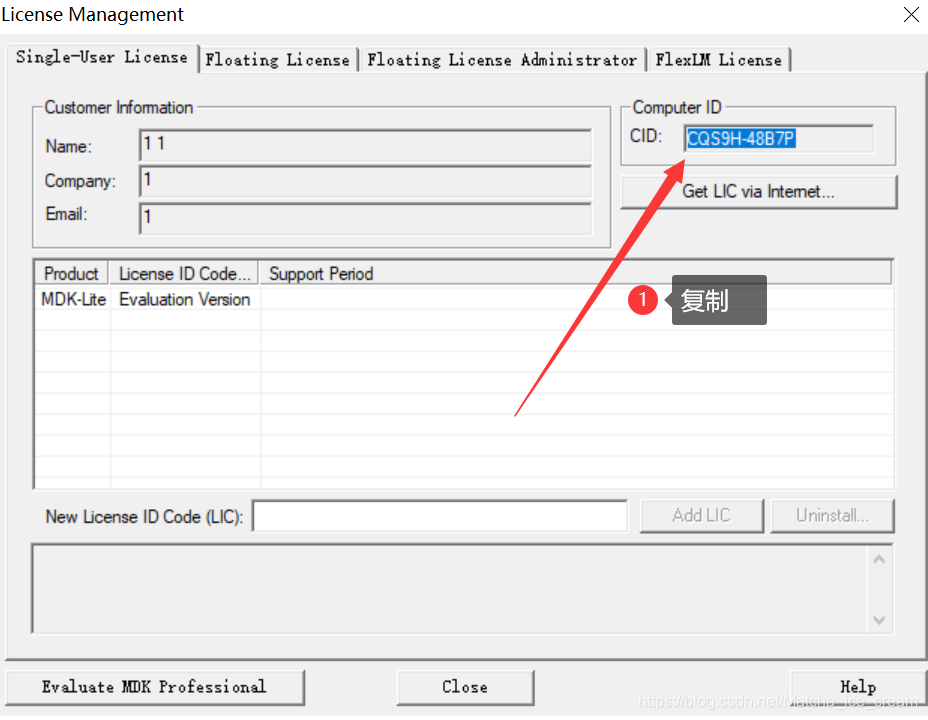 License Management
Single-User License
Floating License
Floating License Administrator
FlexLM License
Customer Information
Name:
1 1
Company:
1
Email:
1
Computer ID
CID:
CQS9H-48B7P
Get LIC via Internet...
Product
License ID Code...
Support Period
MDK-Lite
Evaluation Version
1
复制
New License ID Code (LIC):
Add LIC
Uninstall...
Evaluate MDK Professional
Close
Help
https://blog.csdn.net/Matcha_ice_cream